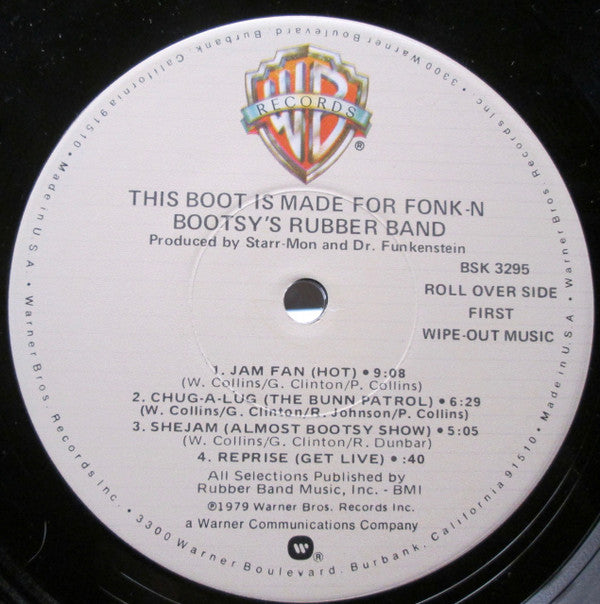 WB
RECORDS
®
THIS BOOT IS MADE FOR FONK-N
BOOTSY'S RUBBER BAND
Produced by Starr-Mon and Dr. Funkenstein
BSK 3295
ROLL OVER SIDE
FIRST
WIPE-OUT MUSIC
1. JAM FAN (HOT) • 9:08
(W. Collins/G. Clinton/P. Collins)
2. CHUG-A-LUG (THE BUNN PATROL) • 6:29
(W. Collins/G. Clinton/R. Johnson/P. Collins)
3. SHEJAM (ALMOST BOOTSY SHOW) • 5:05
(W. Collins/G. Clinton/R. Dunbar)
4. REPRISE (GET LIVE) • :40
All Selections Published by
Rubber Band Music, Inc. - BMI
℗1979 Warner Bros. Records Inc.
a Warner Communications Company
®
Made in U.S.A. • Warner Bros. Records Inc. • 3300 Warner Boulevard, Burbank, California 91510 • Made in U.S.A. • Warner Bros. Records Inc. • 3300 Warner Boulevard, Burbank, California 91510 •